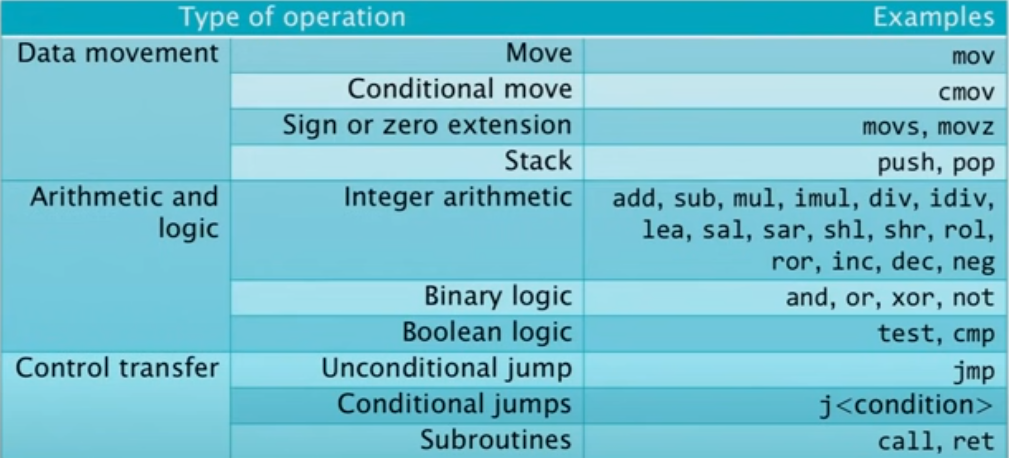 Type of operation Examples
Data movement Move mov
Conditional move cmov
Sign or zero extension movs, movz
Stack push, pop
Arithmetic and logic Integer arithmetic add, sub, mul, imul, div, idiv,
lea, sal, sar, shl, shr, rol,
ror, inc, dec, neg
Binary logic and, or, xor, not
Boolean logic test, cmp
Control transfer Unconditional jump jmp
Conditional jumps j<condition>
Subroutines call, ret